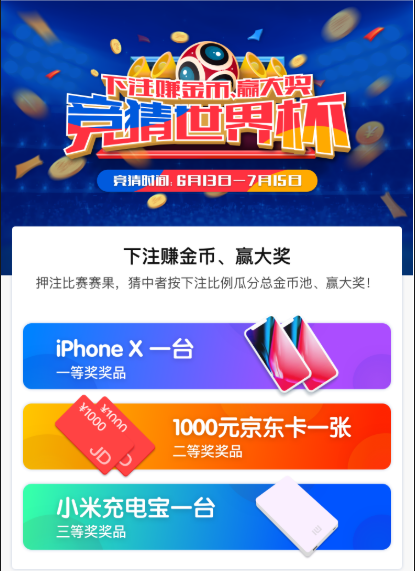 下注赚金币、赢大奖
竞猜世界杯
竞猜时间：6月13日—7月15日
下注赚金币、赢大奖
押注比赛赛果，猜中者按下注比例瓜分总金币池、赢大奖！
iPhone X 一台
一等奖奖品
¥1000
¥1000
JD
1000元京东卡一张
二等奖奖品
小米充电宝一台
三等奖奖品